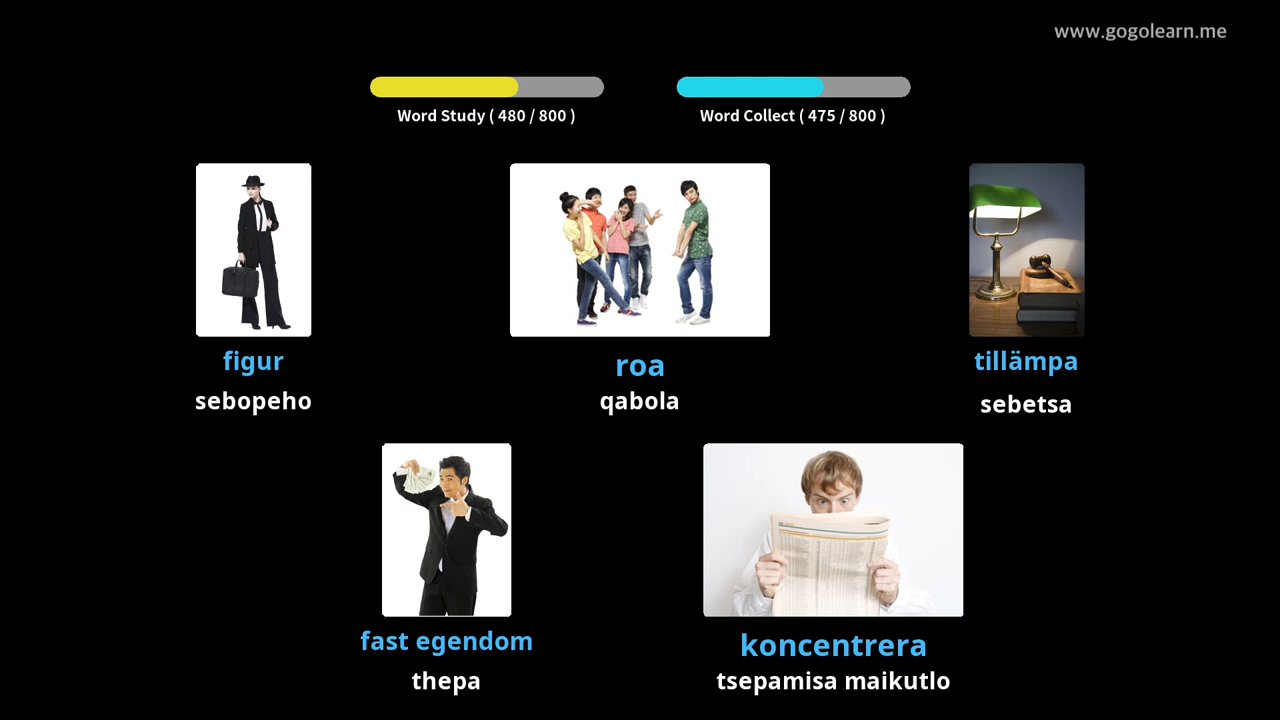 www.gogolearn.me
Word Study ( 480 / 800 )
Word Collect ( 475 / 800 )
figur
sebopeho
roa
qabola
tillämpa
sebetsa
fast egendom
thepa
koncentrera
tsepamisa maikutlo